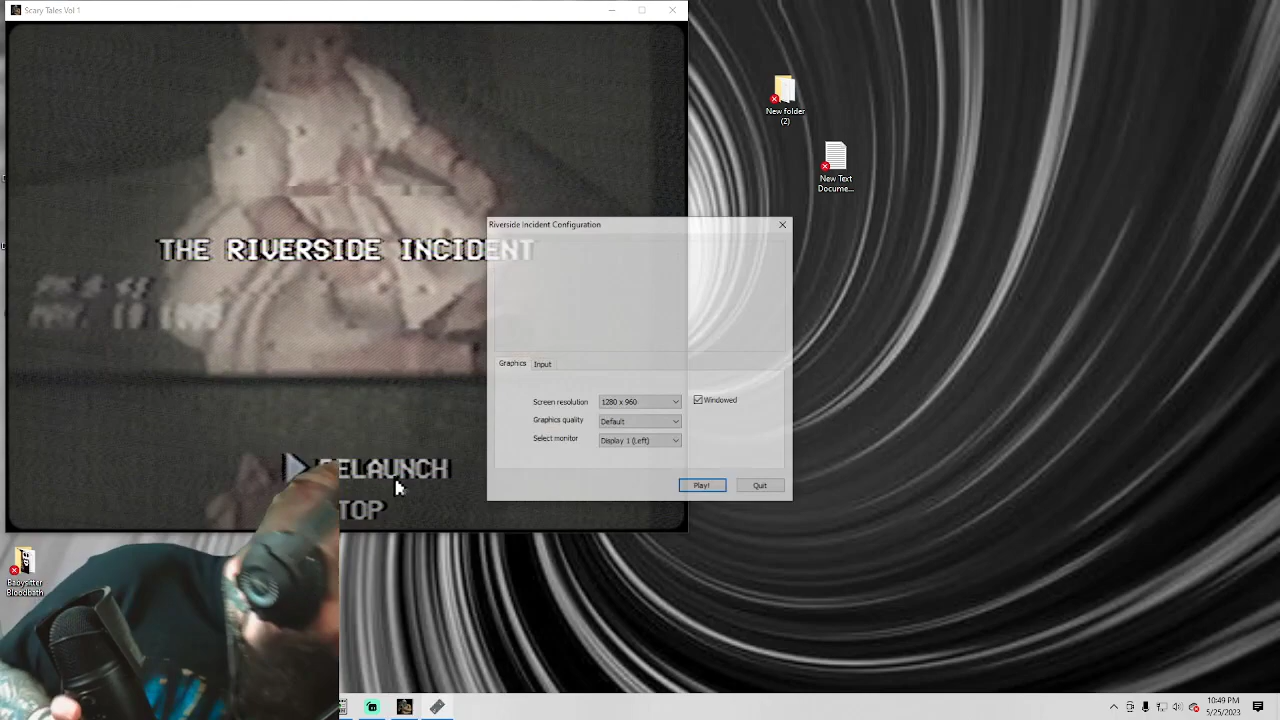 Scary Tales Vol 1
New folder
(2)
New Text
Docume...
Riverside Incident Configuration
THE RIVERSIDE INCIDENT
Graphics
Input
Screen resolution
1280 x 960
Windowed
Graphics quality
Default
Select monitor
Display 1 (Left)
ELAUNCH
Play!
Quit
TOP
Babysitter
Bloodbath
10:49 PM
5/25/2023